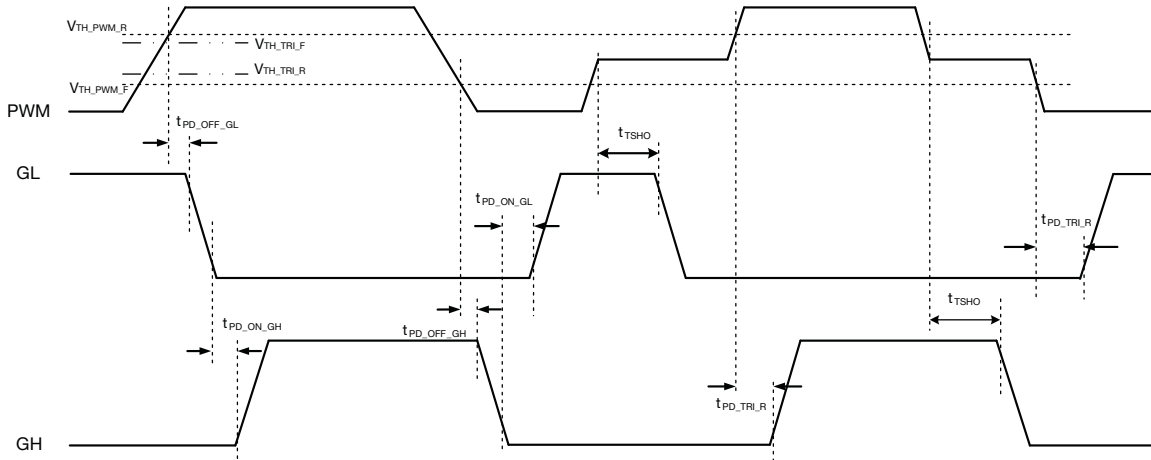 VTH_PWM_R
VTH_TRI_F
VTH_TRI_R
VTH_PWM_F
PWM
tPD_OFF_GL
tTSHO
GL
tPD_ON_GL
tPD_TRI_R
tTSHO
tPD_ON_GH
tPD_OFF_GH
tPD_TRI_R
GH